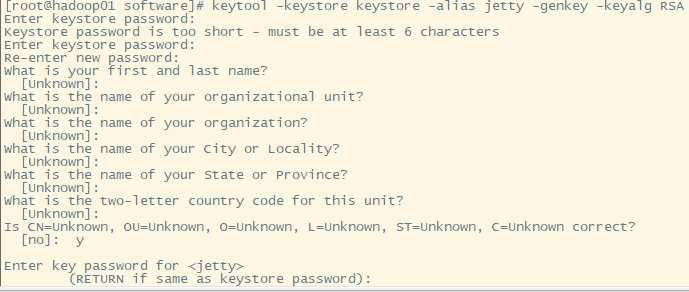 [root@hadoop01 software]# keytool -keystore keystore -alias jetty -genkey -keyalg RSA
Enter keystore password:
Keystore password is too short - must be at least 6 characters
Enter keystore password:
Re-enter new password:
What is your first and last name?
  [Unknown]:
What is the name of your organizational unit?
  [Unknown]:
What is the name of your organization?
  [Unknown]:
What is the name of your City or Locality?
  [Unknown]:
What is the name of your State or Province?
  [Unknown]:
What is the two-letter country code for this unit?
  [Unknown]:
Is CN=Unknown, OU=Unknown, O=Unknown, L=Unknown, ST=Unknown, C=Unknown correct?
  [no]:  y
Enter key password for <jetty>
        (RETURN if same as keystore password):